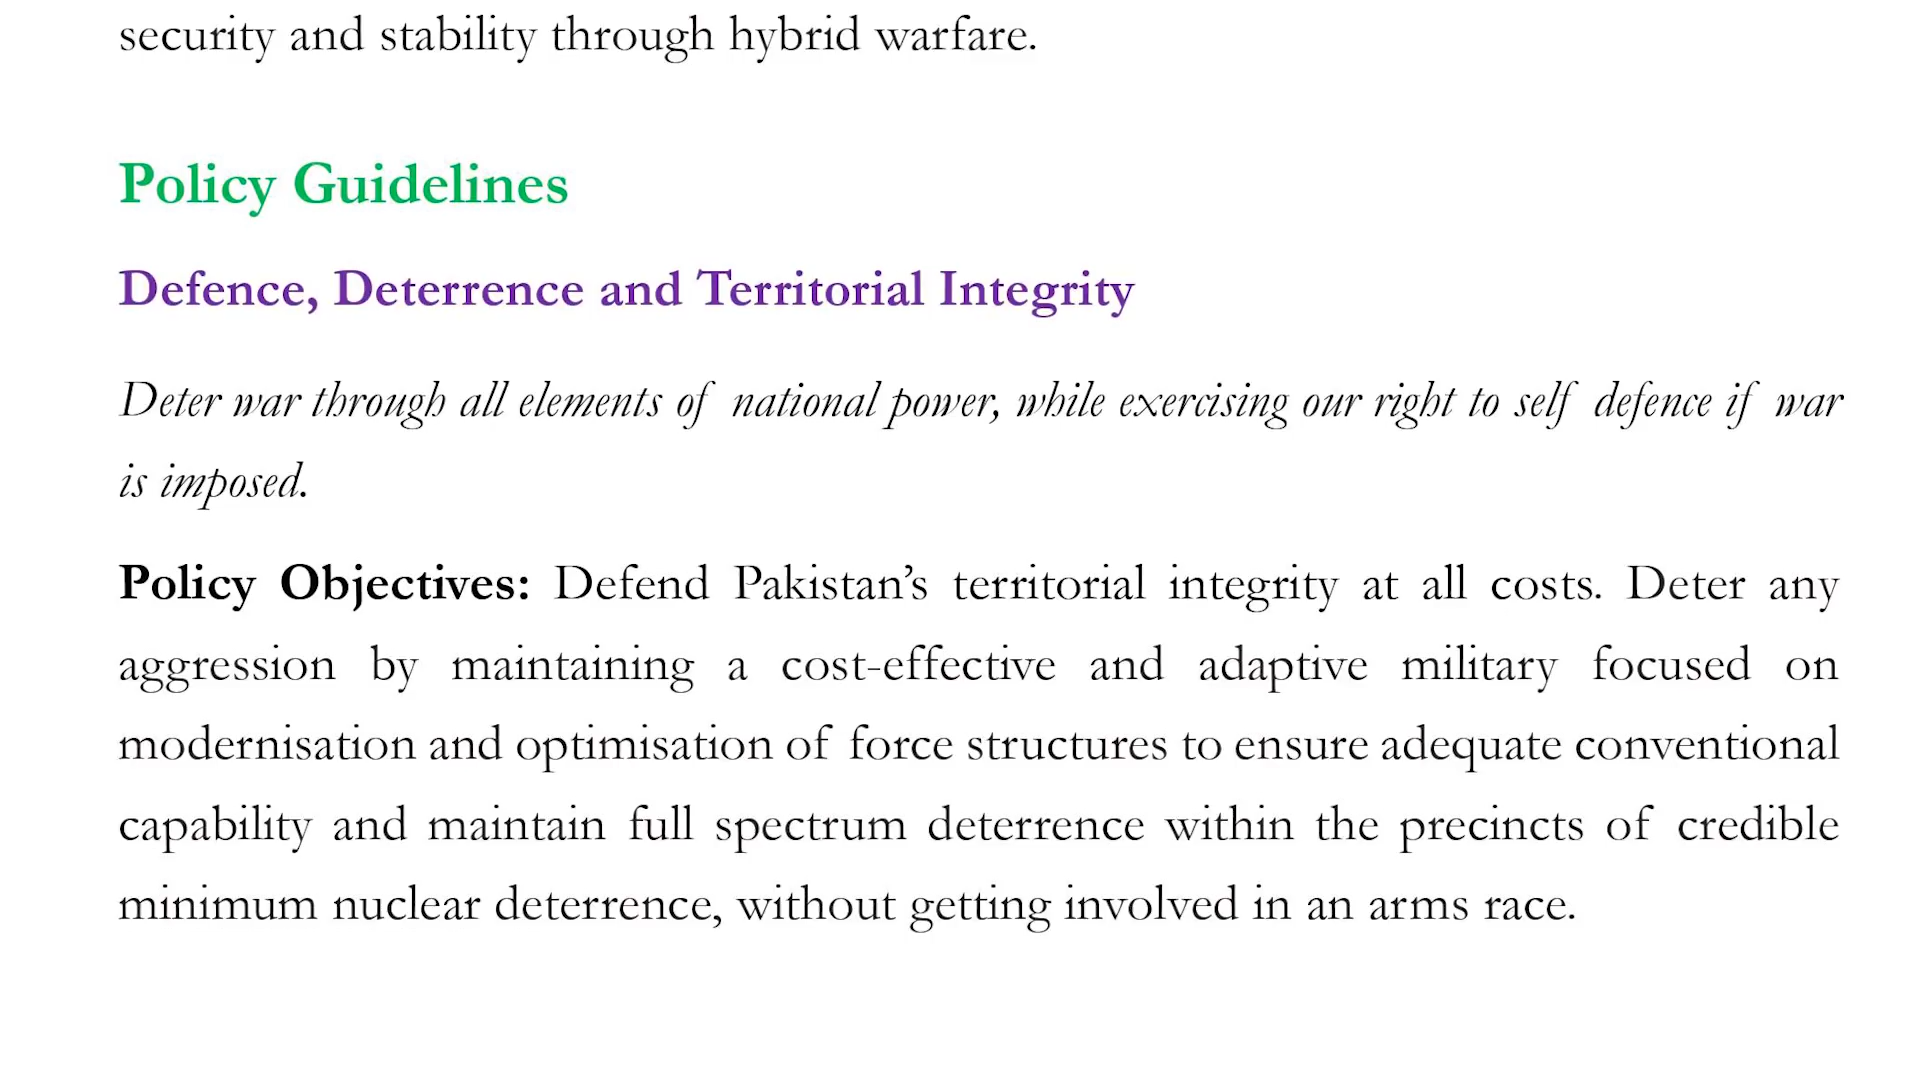 security and stability through hybrid warfare.
Policy Guidelines
Defence, Deterrence and Territorial Integrity
Deter war through all elements of national power, while exercising our right to self defence if war
is imposed.
Policy Objectives: Defend Pakistan’s territorial integrity at all costs. Deter any
aggression by maintaining a cost-effective and adaptive military focused on
modernisation and optimisation of force structures to ensure adequate conventional
capability and maintain full spectrum deterrence within the precincts of credible
minimum nuclear deterrence, without getting involved in an arms race.